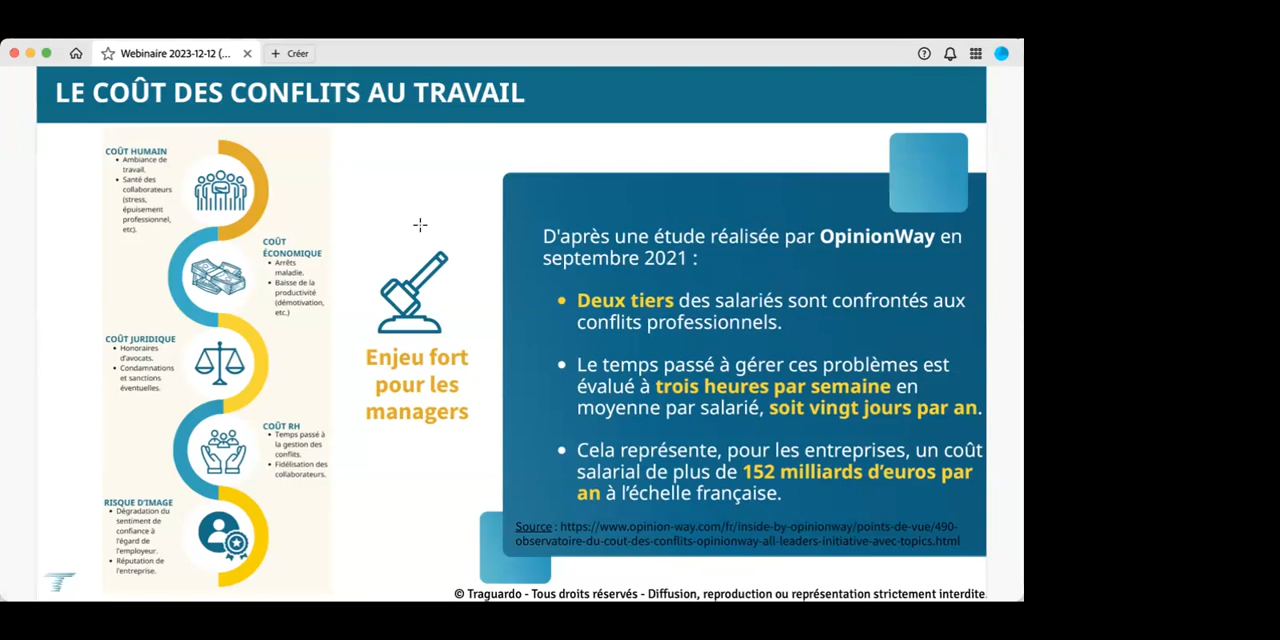 Webinaire 2023-12-12 (...
Créer
LE COÛT DES CONFLITS AU TRAVAIL
COÛT HUMAIN
• Ambiance de
travail.
• Santé des
collaborateurs
(stress,
épuisement
professionnel,
etc).
COÛT
ÉCONOMIQUE
• Arrêts
maladie.
• Baisse de la
productivité
(démotivation,
etc.)
COÛT JURIDIQUE
• Honoraires
d'avocats.
• Condamnations
et sanctions
éventuelles.
COÛT RH
• Temps passé à
la gestion des
conflits.
• Fidélisation des
collaborateurs.
RISQUE D'IMAGE
• Dégradation du
sentiment de
confiance à
l'égard de
l'employeur.
• Réputation de
l'entreprise.
Enjeu fort
pour les
managers
D'après une étude réalisée par OpinionWay en
septembre 2021 :
• Deux tiers des salariés sont confrontés aux
conflits professionnels.
• Le temps passé à gérer ces problèmes est
évalué à trois heures par semaine en
moyenne par salarié, soit vingt jours par an.
• Cela représente, pour les entreprises, un coût
salarial de plus de 152 milliards d’euros par
an à l’échelle française.
Source : https://www.opinion-way.com/fr/inside-by-opinionway/points-de-vue/490-
observatoire-du-cout-des-conflits-opinionway-all-leaders-initiative-avec-topics.html
© Traguardo - Tous droits réservés - Diffusion, reproduction ou représentation strictement interdite